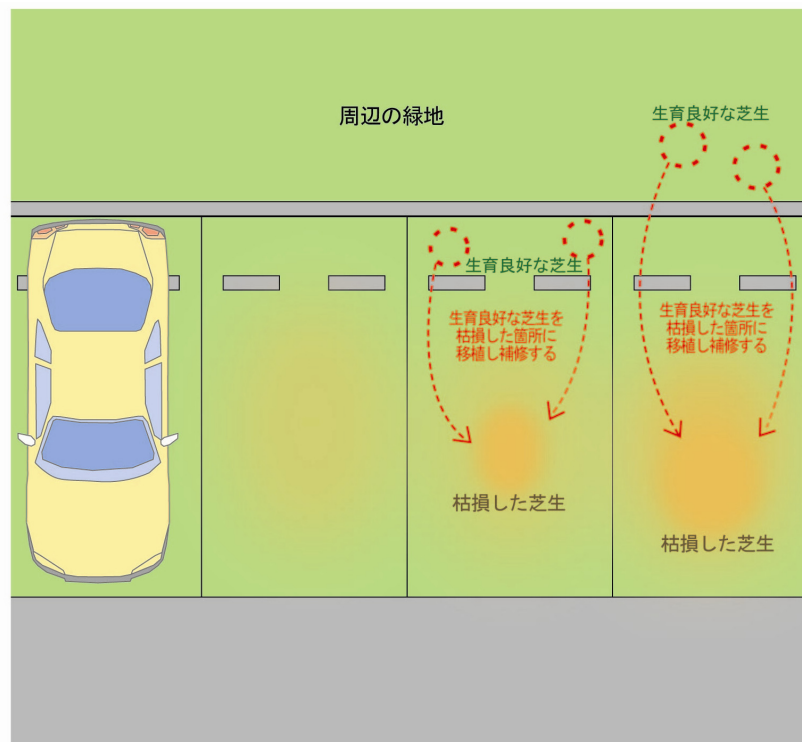 周辺の緑地
生育良好な芝生
生育良好な芝生
生育良好な芝生を
枯損した箇所に
移植し補修する
生育良好な芝生を
枯損した箇所に
移植し補修する
枯損した芝生
枯損した芝生